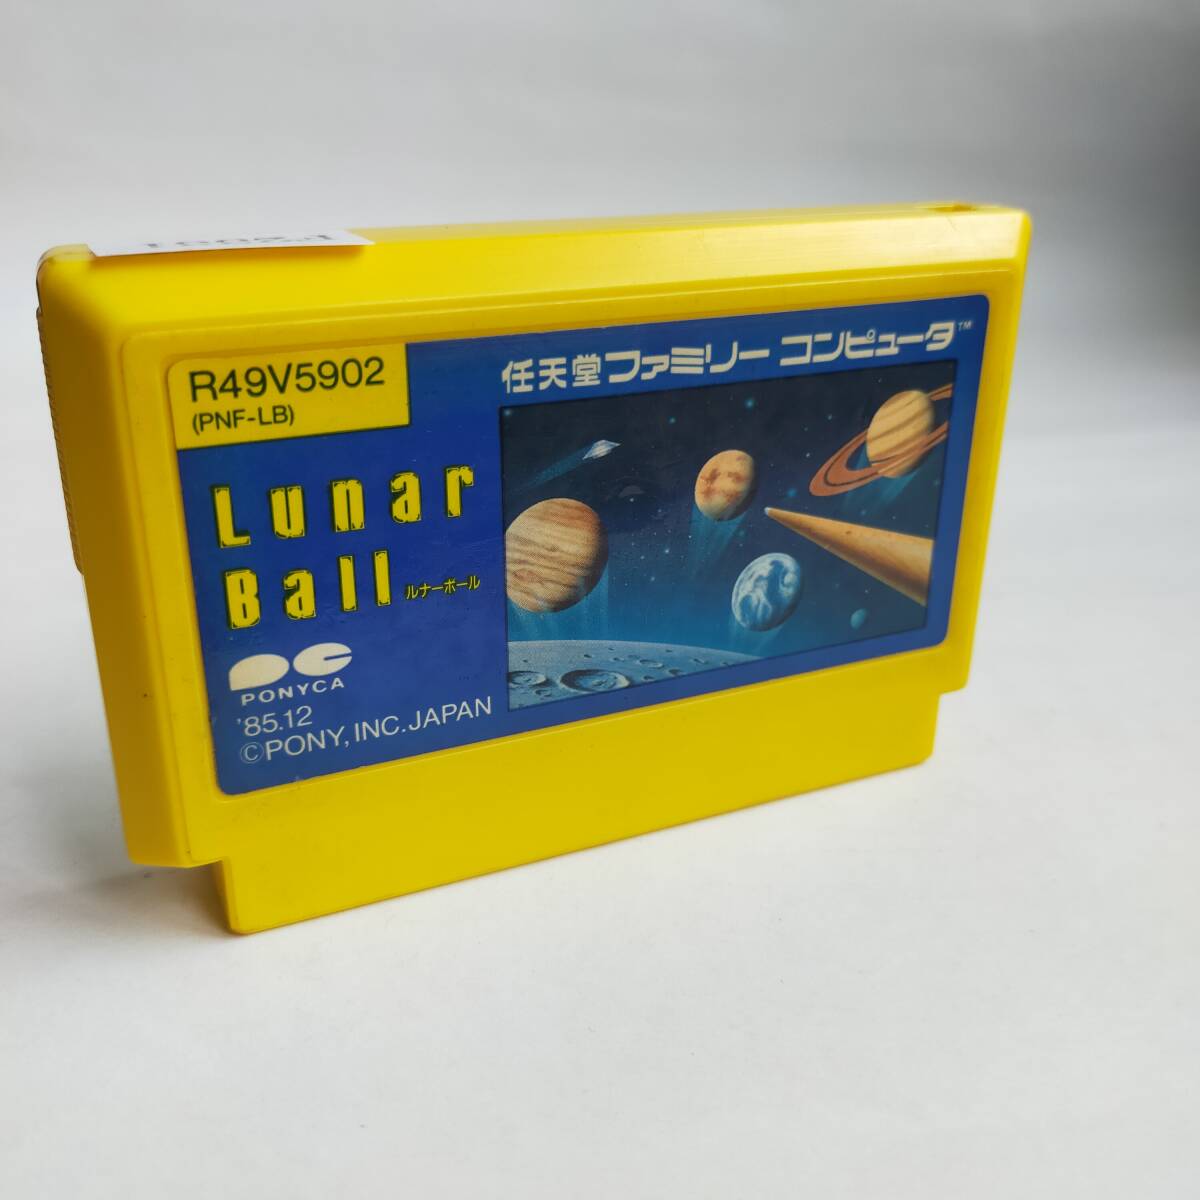 R49V5902
(PNF-LB)
任天堂ファミリー コンピュータ™
Lunar
Ball ルナーボール
PONYCA
'85.12
©PONY, INC. JAPAN